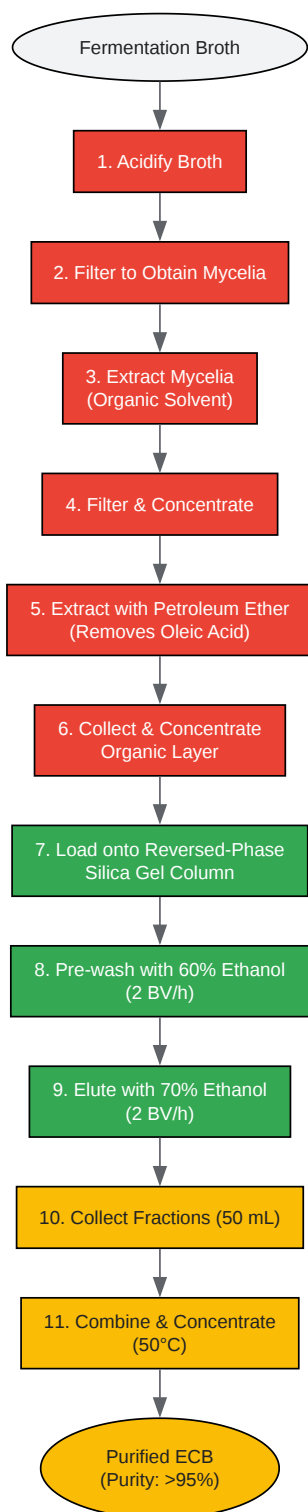 Fermentation Broth
1. Acidify Broth
2. Filter to Obtain Mycelia
3. Extract Mycelia
(Organic Solvent)
4. Filter & Concentrate
5. Extract with Petroleum Ether
(Removes Oleic Acid)
6. Collect & Concentrate
Organic Layer
7. Load onto Reversed-Phase
Silica Gel Column
8. Pre-wash with 60% Ethanol
(2 BV/h)
9. Elute with 70% Ethanol
(2 BV/h)
10. Collect Fractions (50 mL)
11. Combine & Concentrate
(50°C)
Purified ECB
(Purity: >95%)